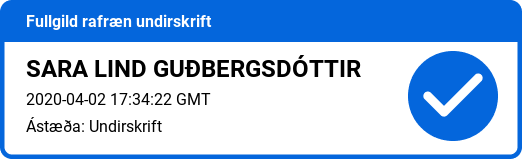 Fullgild rafræn undirskrift
SARA LIND GUÐBERGSDÓTTIR
2020-04-02 17:34:22 GMT
Ástæða: Undirskrift